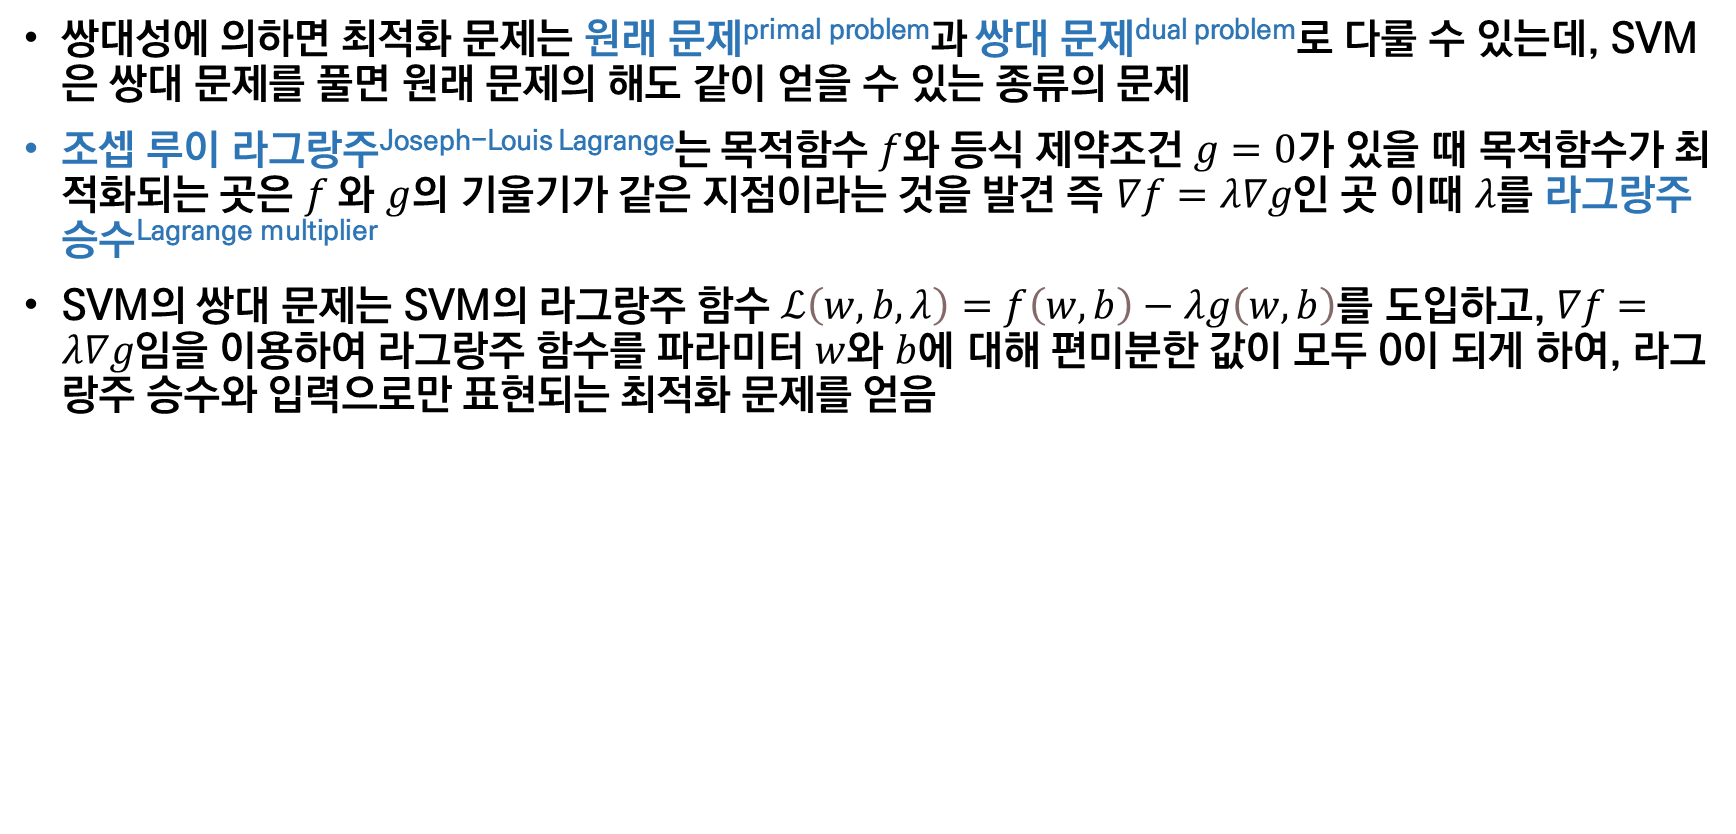 • 쌍대성에 의하면 최적화 문제는 원래 문제primal problem과 쌍대 문제dual problem로 다룰 수 있는데, SVM
은 쌍대 문제를 풀면 원래 문제의 해도 같이 얻을 수 있는 종류의 문제
• 조셉 루이 라그랑주Joseph-Louis Lagrange는 목적함수 f와 등식 제약조건 g = 0가 있을 때 목적함수가 최
적화되는 곳은 f 와 g의 기울기가 같은 지점이라는 것을 발견 즉 ∇f = λ∇g인 곳 이때 λ를 라그랑주
승수Lagrange multiplier
• SVM의 쌍대 문제는 SVM의 라그랑주 함수 ℒ(w, b, λ) = f(w, b) − λg(w, b)를 도입하고, ∇f =
λ∇g임을 이용하여 라그랑주 함수를 파라미터 w와 b에 대해 편미분한 값이 모두 0이 되게 하여, 라그
랑주 승수와 입력으로만 표현되는 최적화 문제를 얻음